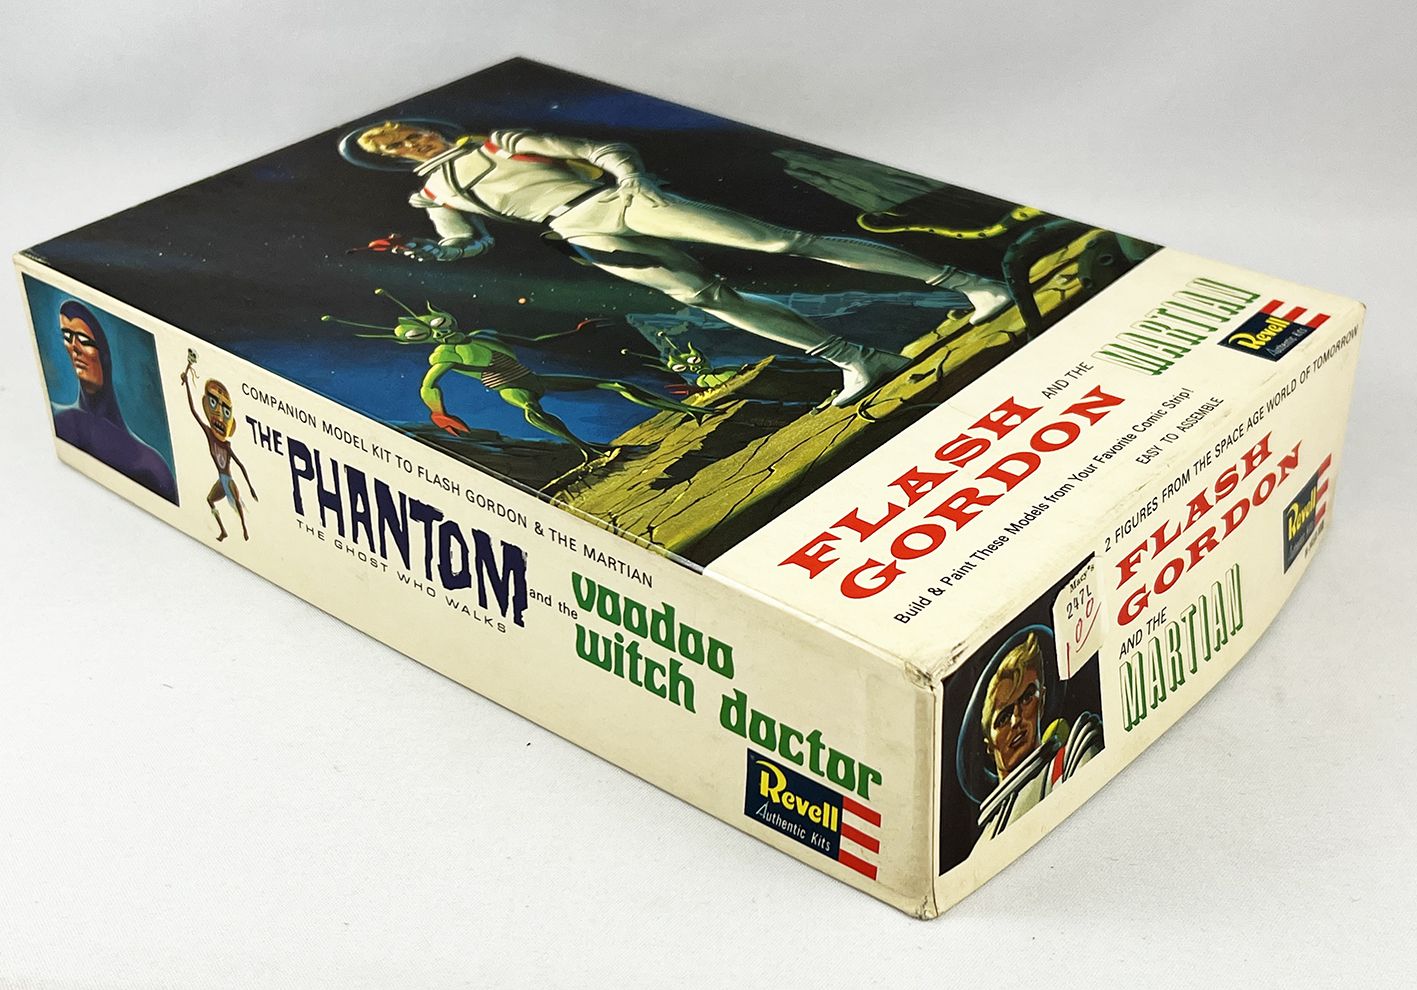 FLASH
GORDON
AND THE
MARTIAN
Build & Paint These Models from Your Favorite Comic Strip!
EASY TO ASSEMBLE
Revell
Authentic Kits
COMPANION MODEL KIT TO FLASH GORDON & THE MARTIAN
THE
PHANTOM
THE GHOST WHO WALKS
and the
voodoo
witch doctor
Revell
Authentic Kits
2 FIGURES FROM THE SPACE AGE WORLD OF TOMORROW
FLASH
GORDON
AND THE
MARTIAN
Macy's
247L
100
Revell